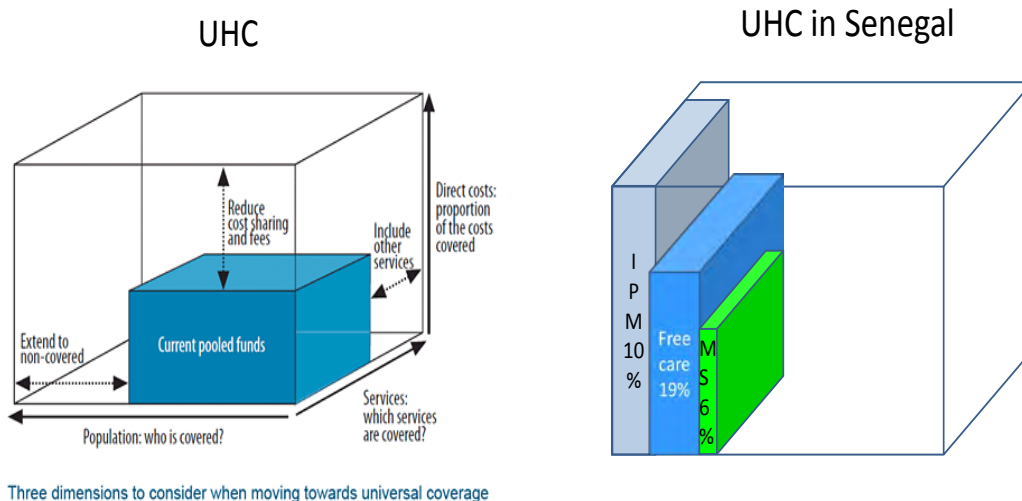 UHC
UHC in Senegal
Reduce
cost sharing
and fees
Include
other
services
Direct costs:
proportion
of the costs
covered
Extend to
non-covered
Current pooled funds
Services:
which services
are covered?
Population: who is covered?
Three dimensions to consider when moving towards universal coverage
I
P
M
10
%
Free
care
19%
M
S
6
%